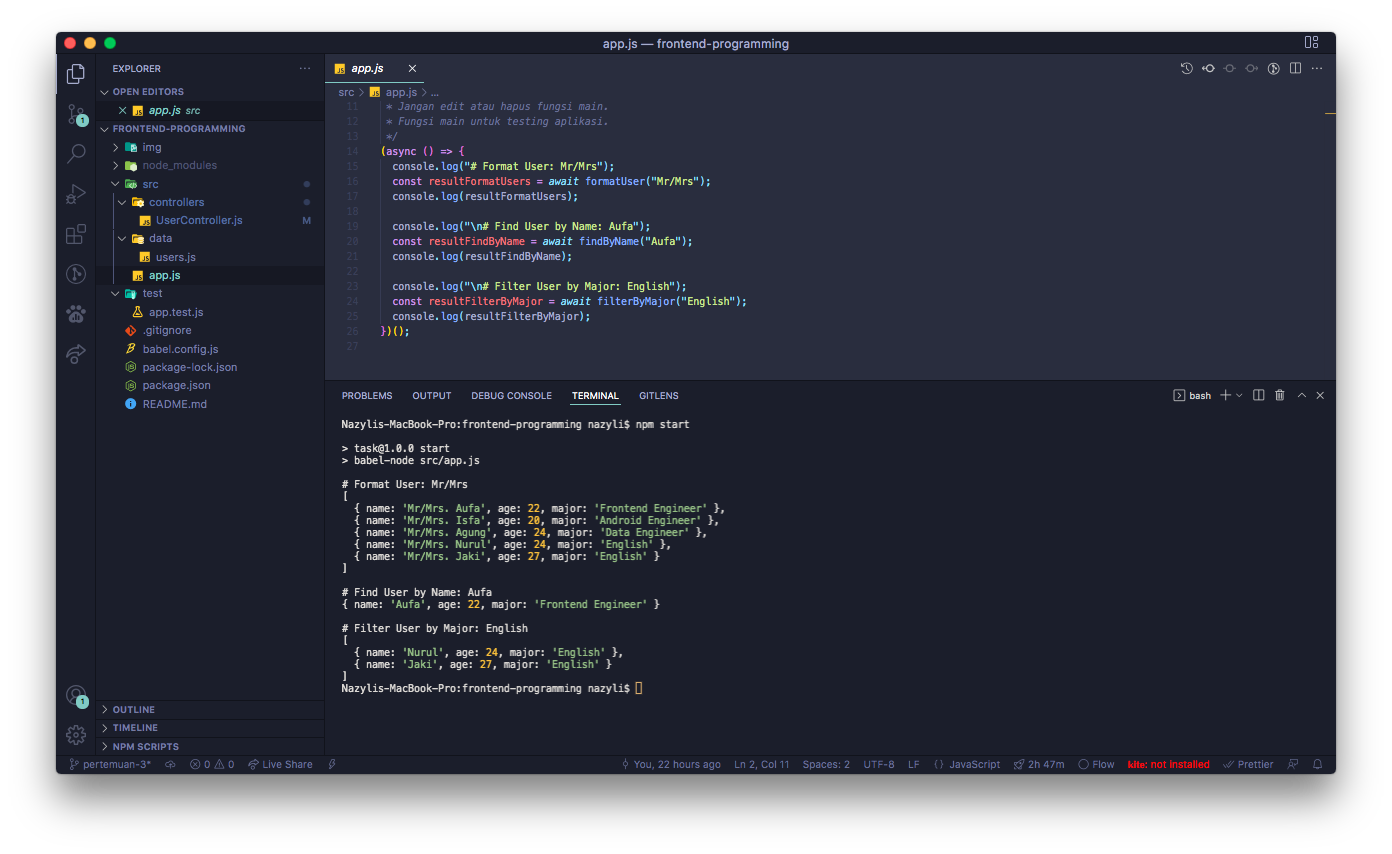 app.js — frontend-programming
EXPLORER
OPEN EDITORS
app.js src
FRONTEND-PROGRAMMING
img
node_modules
src
controllers
UserController.js M
data
users.js
app.js
test
app.test.js
.gitignore
babel.config.js
package-lock.json
package.json
README.md
OUTLINE
TIMELINE
NPM SCRIPTS
1
1
app.js
src > app.js > ...
11 * Jangan edit atau hapus fungsi main.
12 * Fungsi main untuk testing aplikasi.
13 */
14 (async () => {
15 console.log("# Format User: Mr/Mrs");
16 const resultFormatUsers = await formatUser("Mr/Mrs");
17 console.log(resultFormatUsers);
18
19 console.log("\n# Find User by Name: Aufa");
20 const resultFindByName = await findByName("Aufa");
21 console.log(resultFindByName);
22
23 console.log("\n# Filter User by Major: English");
24 const resultFilterByMajor = await filterByMajor("English");
25 console.log(resultFilterByMajor);
26 })();
27
PROBLEMS OUTPUT DEBUG CONSOLE TERMINAL GITLENS bash
Nazylis-MacBook-Pro:frontend-programming nazyli$ npm start
> task@1.0.0 start
> babel-node src/app.js
# Format User: Mr/Mrs
[
{ name: 'Mr/Mrs. Aufa', age: 22, major: 'Frontend Engineer' },
{ name: 'Mr/Mrs. Isfa', age: 20, major: 'Android Engineer' },
{ name: 'Mr/Mrs. Agung', age: 24, major: 'Data Engineer' },
{ name: 'Mr/Mrs. Nurul', age: 24, major: 'English' },
{ name: 'Mr/Mrs. Jaki', age: 27, major: 'English' }
]
# Find User by Name: Aufa
{ name: 'Aufa', age: 22, major: 'Frontend Engineer' }
# Filter User by Major: English
[
{ name: 'Nurul', age: 24, major: 'English' },
{ name: 'Jaki', age: 27, major: 'English' }
]
Nazylis-MacBook-Pro:frontend-programming nazyli$
pertemuan-3* 0 0 Live Share You, 22 hours ago Ln 2, Col 11 Spaces: 2 UTF-8 LF {} JavaScript 2h 47m Flow kite: not installed Prettier